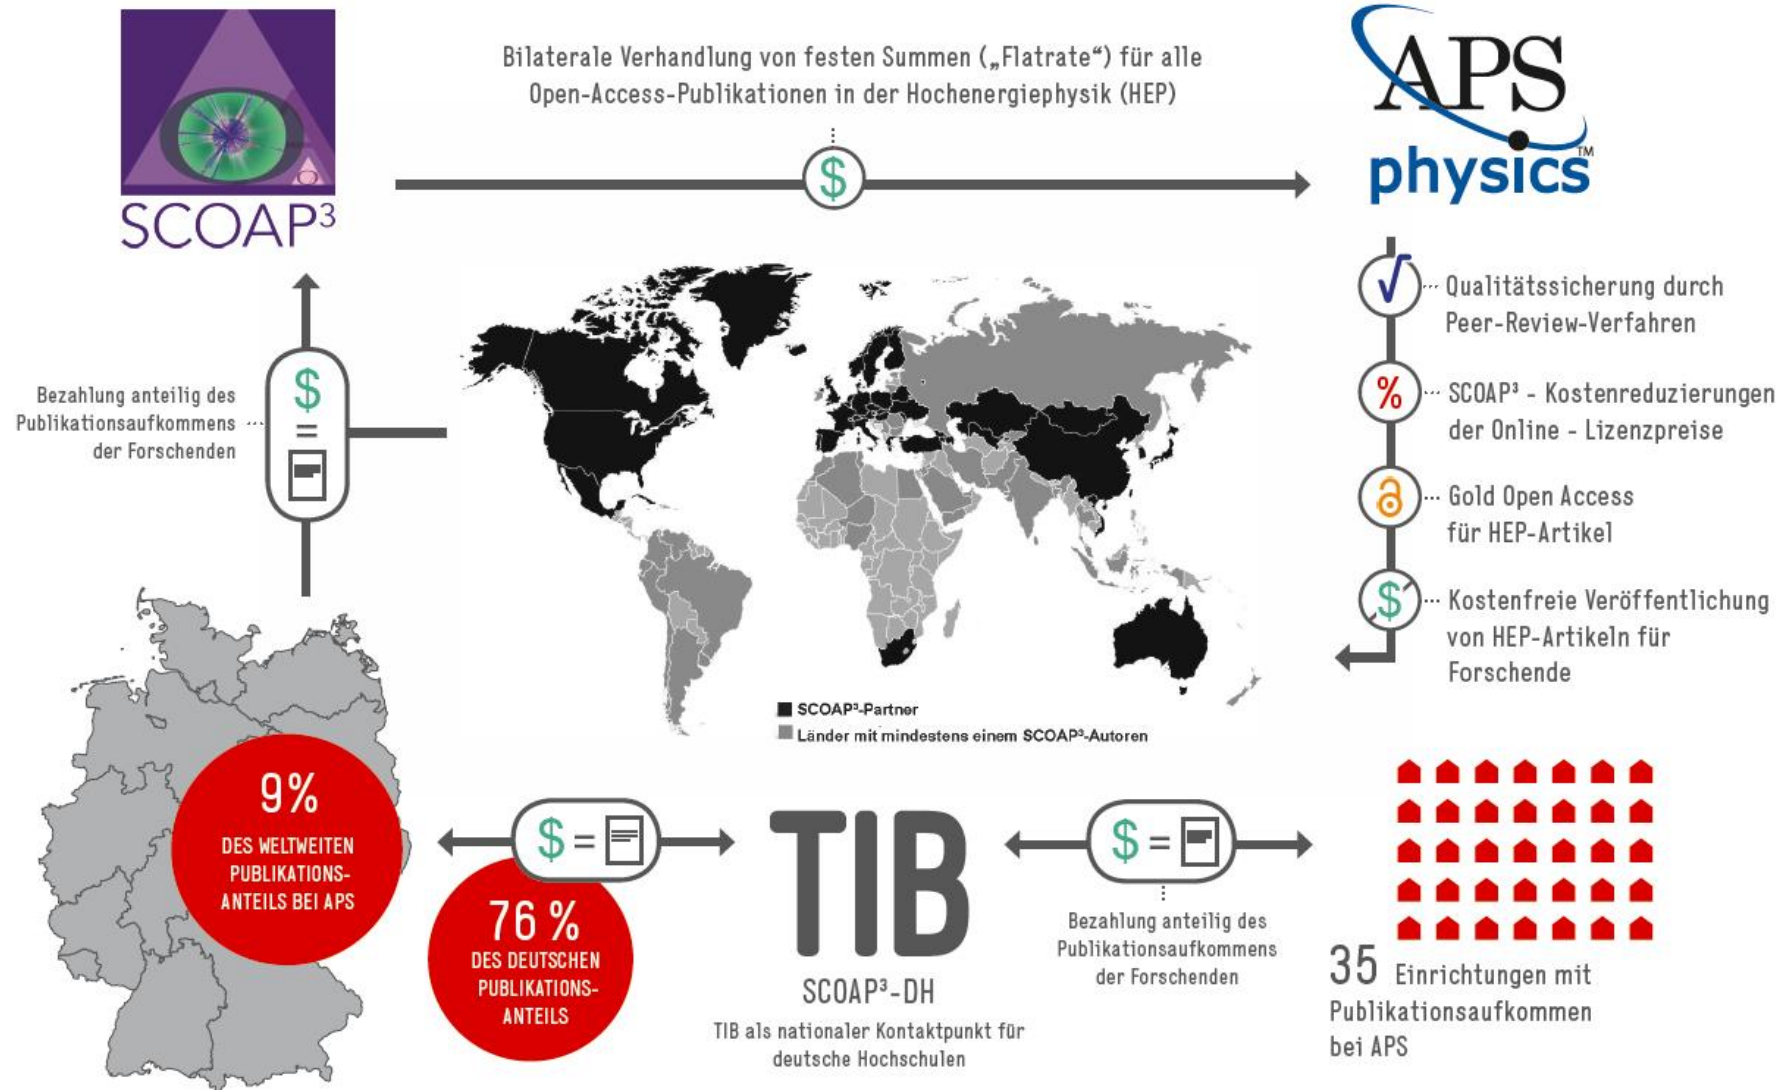 Bilaterale Verhandlung von festen Summen („Flatrate“) für alle
Open-Access-Publikationen in der Hochenergiephysik (HEP)
$
SCOAP³
APS
physics™
Qualitätssicherung durch
Peer-Review-Verfahren
%
SCOAP³ - Kostenreduzierungen
der Online - Lizenzpreise
Gold Open Access
für HEP-Artikel
$
Kostenfreie Veröffentlichung
von HEP-Artikeln für
Forschende
Bezahlung anteilig des
Publikationsaufkommens
der Forschenden
$
=
SCOAP³-Partner
Länder mit mindestens einem SCOAP³-Autoren
9%
DES WELTWEITEN
PUBLIKATIONS-
ANTEILS BEI APS
$ =
76 %
DES DEUTSCHEN
PUBLIKATIONS-
ANTEILS
TIB
SCOAP³-DH
TIB als nationaler Kontaktpunkt für
deutsche Hochschulen
$ =
Bezahlung anteilig des
Publikationsaufkommens
der Forschenden
35 Einrichtungen mit
Publikationsaufkommen
bei APS